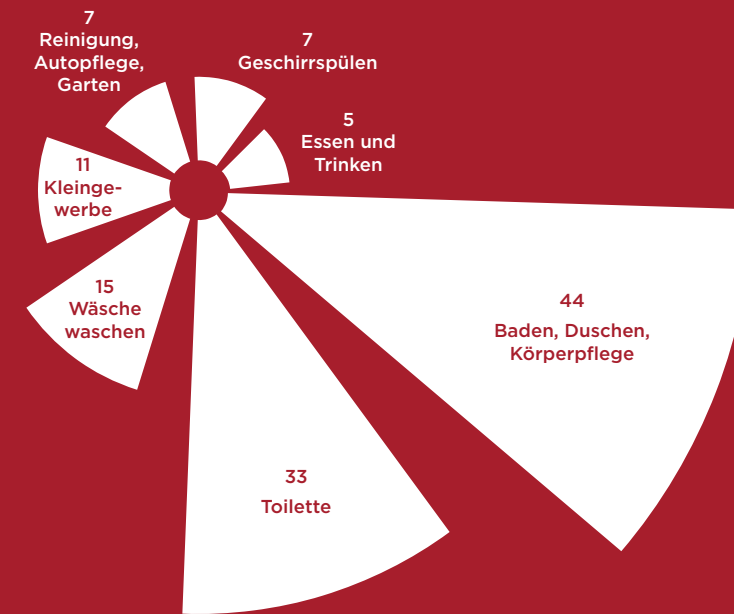 7
Reinigung,
Autopflege,
Garten
7
Geschirrspülen
5
Essen und
Trinken
11
Kleinge-
werbe
15
Wäsche
waschen
44
Baden, Duschen,
Körperpflege
33
Toilette